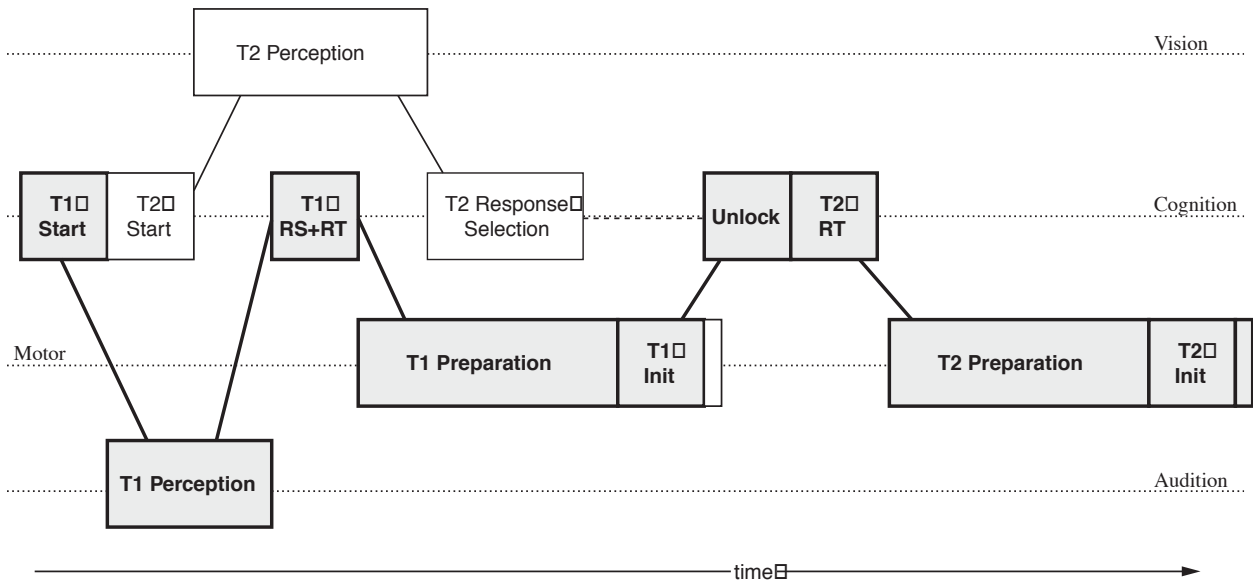 T2 Perception
Vision
T1
Start
T2
Start
T1
RS+RT
T2 Response
Selection
Unlock
T2
RT
Cognition
Motor
T1 Preparation
T1
Init
T2 Preparation
T2
Init
T1 Perception
Audition
time